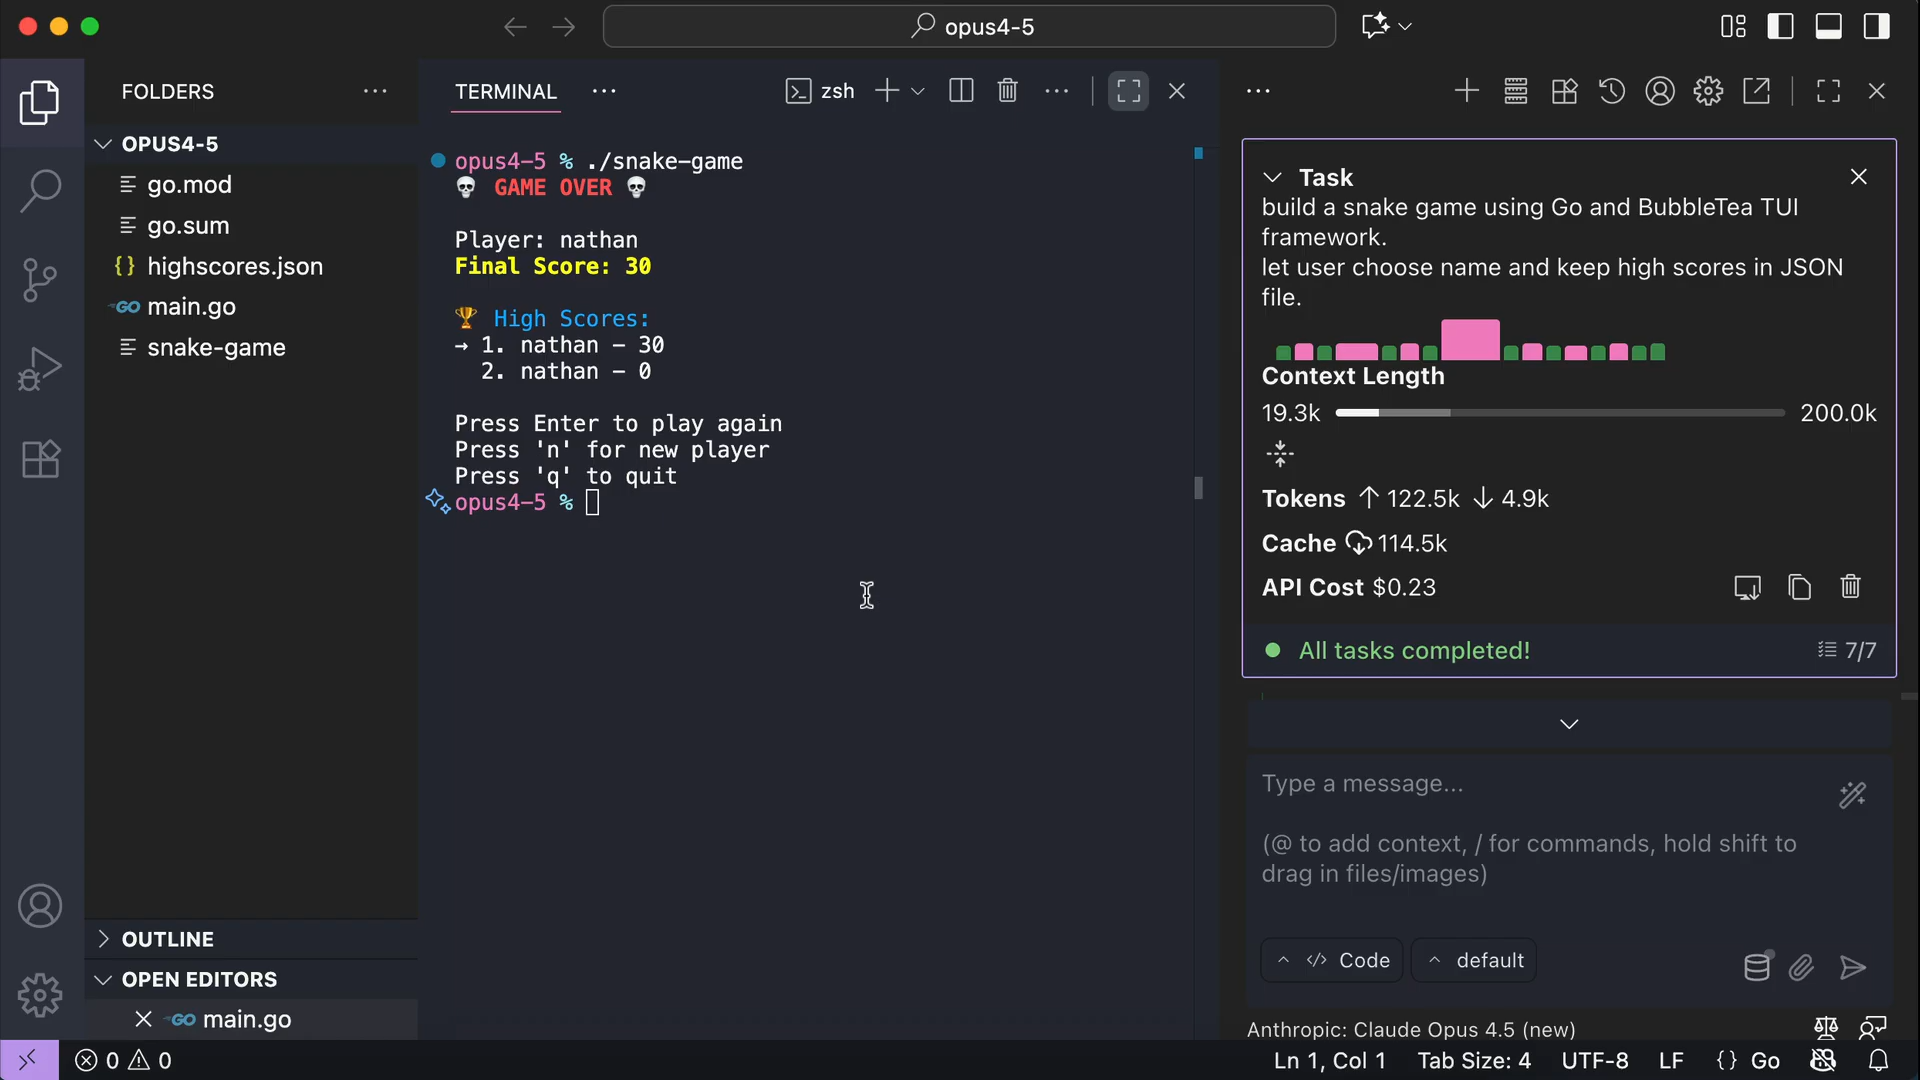 opus4-5
FOLDERS
OPUS4-5
go.mod
go.sum
{} highscores.json
GO main.go
snake-game
OUTLINE
OPEN EDITORS
GO main.go
TERMINAL
zsh
opus4-5 % ./snake-game
💀 GAME OVER 💀
Player: nathan
Final Score: 30
🏆 High Scores:
→ 1. nathan - 30
2. nathan - 0
Press Enter to play again
Press 'n' for new player
Press 'q' to quit
opus4-5 %
Task
build a snake game using Go and BubbleTea TUI
framework.
let user choose name and keep high scores in JSON
file.
Context Length
19.3k 200.0k
Tokens ↑ 122.5k ↓ 4.9k
Cache 114.5k
API Cost $0.23
All tasks completed! 7/7
Type a message...
(@ to add context, / for commands, hold shift to
drag in files/images)
</> Code default
Anthropic: Claude Opus 4.5 (new)
0 0 Ln 1, Col 1 Tab Size: 4 UTF-8 LF {} Go